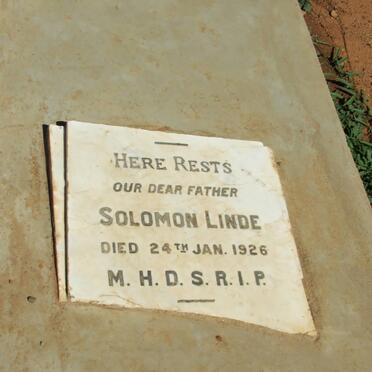 HERE RESTS
OUR DEAR FATHER
SOLOMON LINDE
DIED 24TH JAN. 1926
M. H. D. S. R. I. P.